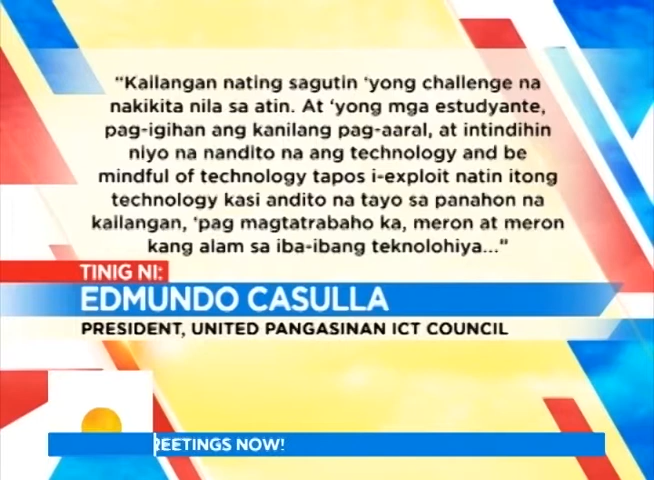 “Kailangan nating sagutin ‘yong challenge na
nakikita nila sa atin. At ‘yong mga estudyante,
pag-igihan ang kanilang pag-aaral, at intindihin
niyo na nandito na ang technology and be
mindful of technology tapos i-exploit natin itong
technology kasi andito na tayo sa panahon na
kailangan, ‘pag magtatrabaho ka, meron at meron
kang alam sa iba-ibang teknolohiya...”
TINIG NI:
EDMUNDO CASULLA
PRESIDENT, UNITED PANGASINAN ICT COUNCIL
REETINGS NOW!